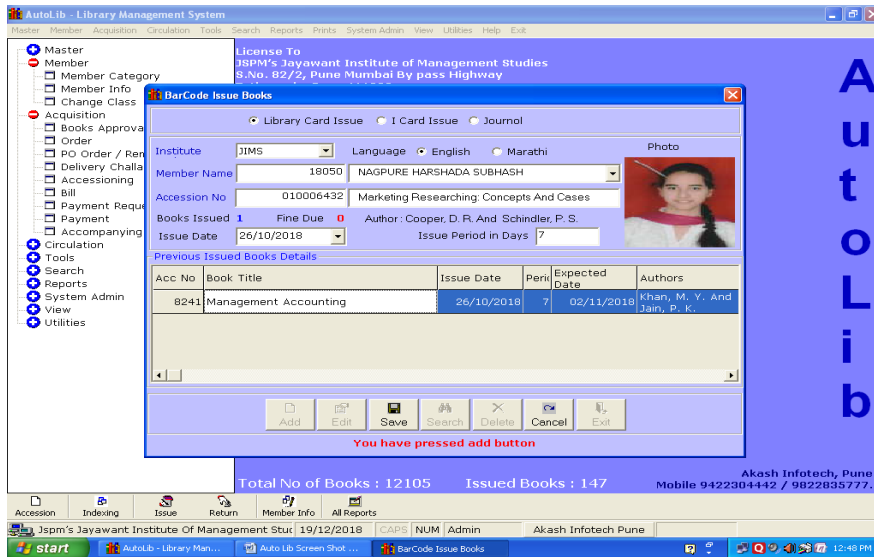 AutoLib - Library Management System
Master Member Acquisition Circulation Tools Search Reports Prints System Admin View Utilities Help Exit
Master
Member
Member Category
Member Info
Change Class
Acquisition
Books Approva
Order
PO Order / Ren
Delivery Challa
Accessioning
Bill
Payment Reque
Payment
Accompanying
Circulation
Tools
Search
Reports
System Admin
View
Utilities
License To
JSPM's Jayawant Institute of Management Studies
S.No. 82/2, Pune Mumbai By pass Highway
BarCode Issue Books
Library Card Issue I Card Issue Journol
Institute JIMS Language English Marathi Photo
Member Name 18050 NAGPURE HARSHADA SUBHASH
Accession No 010006432 Marketing Researching: Concepts And Cases
Books Issued 1 Fine Due 0 Author : Cooper, D. R. And Schindler, P. S.
Issue Date 26/10/2018 Issue Period in Days 7
Previous Issued Books Details
Acc No Book Title Issue Date Peri Expected Date Authors
8241 Management Accounting 26/10/2018 7 02/11/2018 Khan, M. Y. And Jain, P. K.
Add Edit Save Search Delete Cancel Exit
You have pressed add button
AutoLib
Total No of Books : 12105 Issued Books : 147
Akash Infotech, Pune
Mobile 9422304442 / 9822835777.
Accession Indexing Issue Return Member Info All Reports
Jspm's Jayawant Institute Of Management Stuc 19/12/2018 CAPS NUM Admin Akash Infotech Pune
start AutoLib - Library Man... Auto Lib Screen Shot ... BarCode Issue Books 12:48 PM